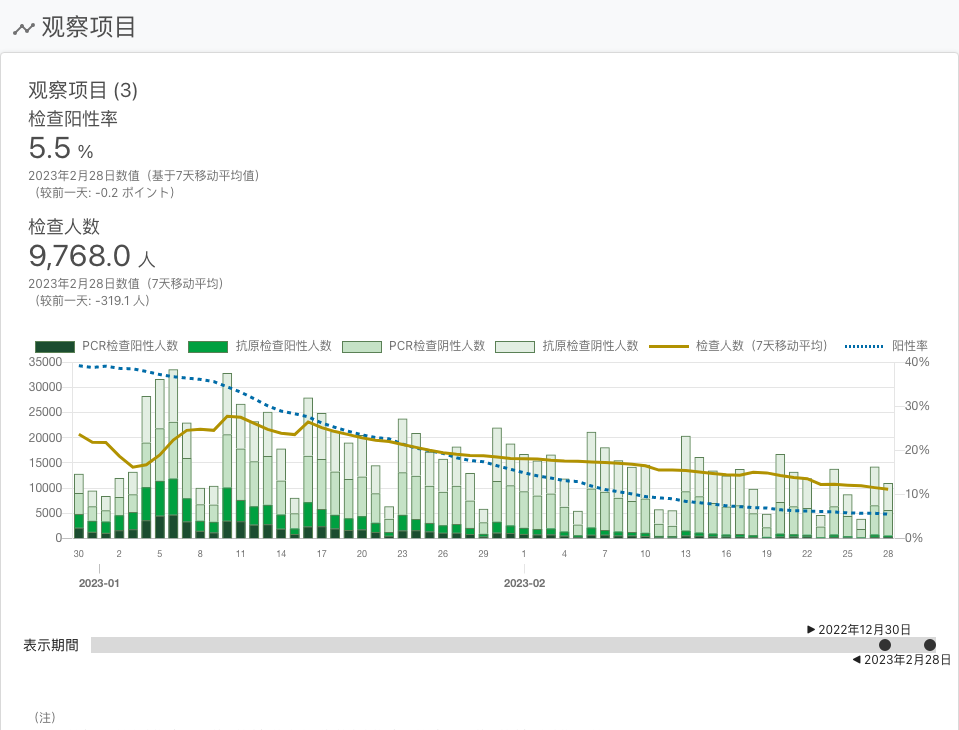 观察项目
观察项目 (3)
检查阳性率
5.5 %
2023年2月28日数值（基于7天移动平均值）
（较前一天: -0.2 ポイント）
检查人数
9,768.0 人
2023年2月28日数值（7天移动平均）
（较前一天: -319.1 人）
PCR检查阳性人数 抗原检查阳性人数 PCR检查阴性人数 抗原检查阴性人数 检查人数（7天移动平均） 阳性率
35000 40%
30000
25000 30%
20000
15000 20%
10000 10%
5000
0 0%
30 2 5 8 11 14 17 20 23 26 29 1 4 7 10 13 16 19 22 25 28
2023-01 2023-02
▶ 2022年12月30日
表示期間
◀ 2023年2月28日
（注）